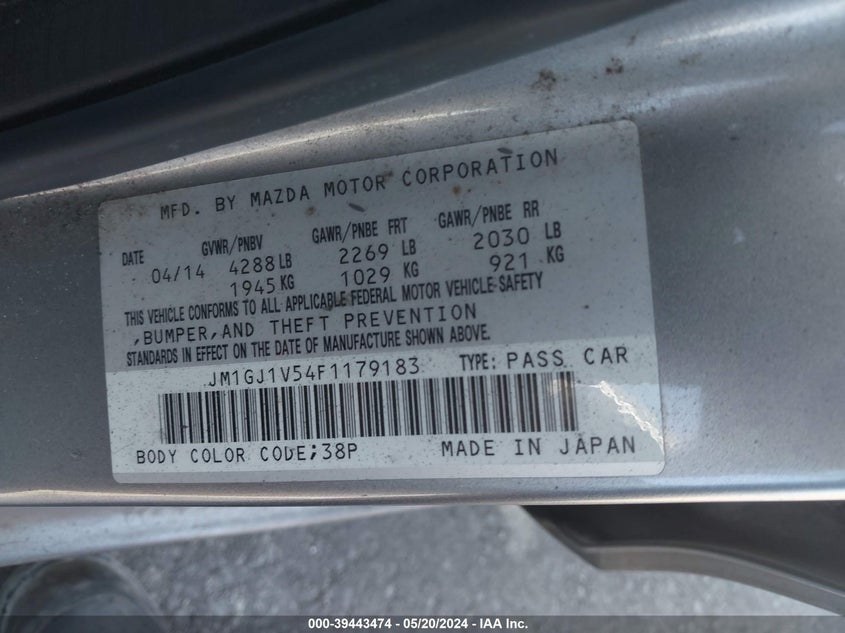 MFD. BY MAZDA MOTOR CORPORATION
DATE GVWR/PNBV GAWR/PNBE FRT GAWR/PNBE RR
04/14 4288 LB 2269 LB 2030 LB
1945 KG 1029 KG 921 KG
THIS VEHICLE CONFORMS TO ALL APPLICABLE FEDERAL MOTOR VEHICLE SAFETY
,BUMPER,AND THEFT PREVENTION
STANDARDS IN EFFECT ON THE DATE OF MANUFACTURE SHOWN ABOVE.
JM1GJ1V54F1179183 TYPE: PASS CAR
BODY COLOR CODE;38P MADE IN JAPAN
000-39443474 | 05/20/2024 - IAA Inc.